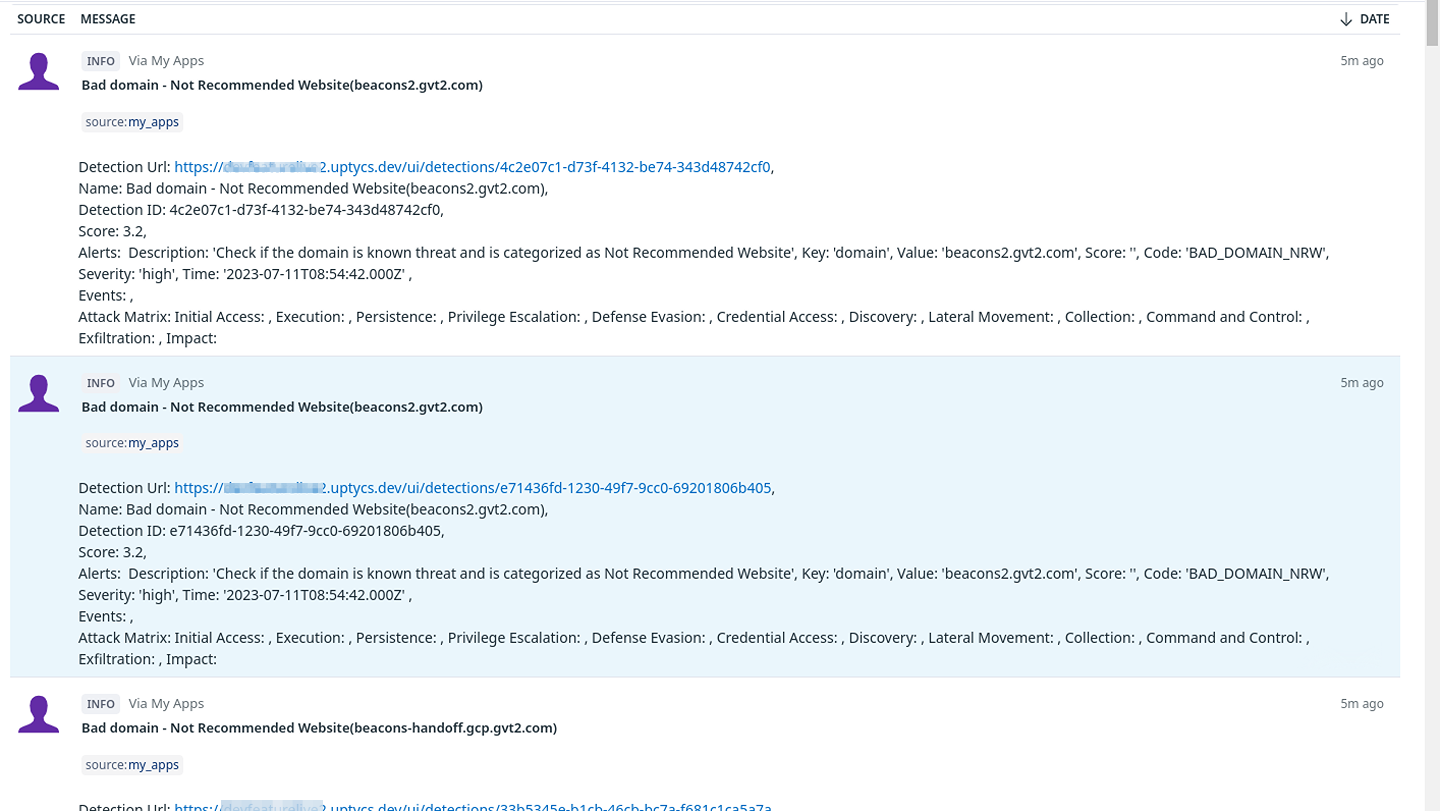 SOURCE MESSAGE DATE
INFO Via My Apps 5m ago
Bad domain - Not Recommended Website(beacons2.gvt2.com)
source:my_apps
Detection Url: https://2.uptycs.dev/ui/detections/4c2e07c1-d73f-4132-be74-343d48742cf0,
Name: Bad domain - Not Recommended Website(beacons2.gvt2.com),
Detection ID: 4c2e07c1-d73f-4132-be74-343d48742cf0,
Score: 3.2,
Alerts:  Description: 'Check if the domain is known threat and is categorized as Not Recommended Website', Key: 'domain', Value: 'beacons2.gvt2.com', Score: '', Code: 'BAD_DOMAIN_NRW',
Severity: 'high', Time: '2023-07-11T08:54:42.000Z' ,
Events: ,
Attack Matrix: Initial Access: , Execution: , Persistence: , Privilege Escalation: , Defense Evasion: , Credential Access: , Discovery: , Lateral Movement: , Collection: , Command and Control: ,
Exfiltration: , Impact:
INFO Via My Apps 5m ago
Bad domain - Not Recommended Website(beacons2.gvt2.com)
source:my_apps
Detection Url: https://2.uptycs.dev/ui/detections/e71436fd-1230-49f7-9cc0-69201806b405,
Name: Bad domain - Not Recommended Website(beacons2.gvt2.com),
Detection ID: e71436fd-1230-49f7-9cc0-69201806b405,
Score: 3.2,
Alerts:  Description: 'Check if the domain is known threat and is categorized as Not Recommended Website', Key: 'domain', Value: 'beacons2.gvt2.com', Score: '', Code: 'BAD_DOMAIN_NRW',
Severity: 'high', Time: '2023-07-11T08:54:42.000Z' ,
Events: ,
Attack Matrix: Initial Access: , Execution: , Persistence: , Privilege Escalation: , Defense Evasion: , Credential Access: , Discovery: , Lateral Movement: , Collection: , Command and Control: ,
Exfiltration: , Impact:
INFO Via My Apps 5m ago
Bad domain - Not Recommended Website(beacons-handoff.gcp.gvt2.com)
source:my_apps
Detection Url: https://2.uptycs.dev/ui/detections/33b5345e-b1cb-46cb-bc7a-f681c1ca5a7a